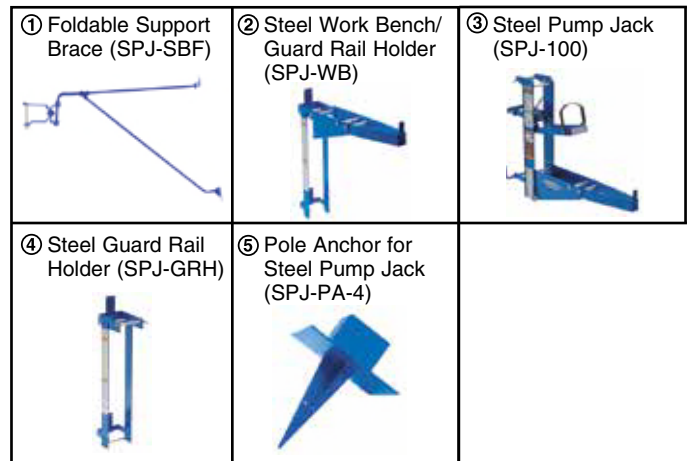 ① Foldable Support
Brace (SPJ-SBF)
② Steel Work Bench/
Guard Rail Holder
(SPJ-WB)
③ Steel Pump Jack
(SPJ-100)
④ Steel Guard Rail
Holder (SPJ-GRH)
⑤ Pole Anchor for
Steel Pump Jack
(SPJ-PA-4)